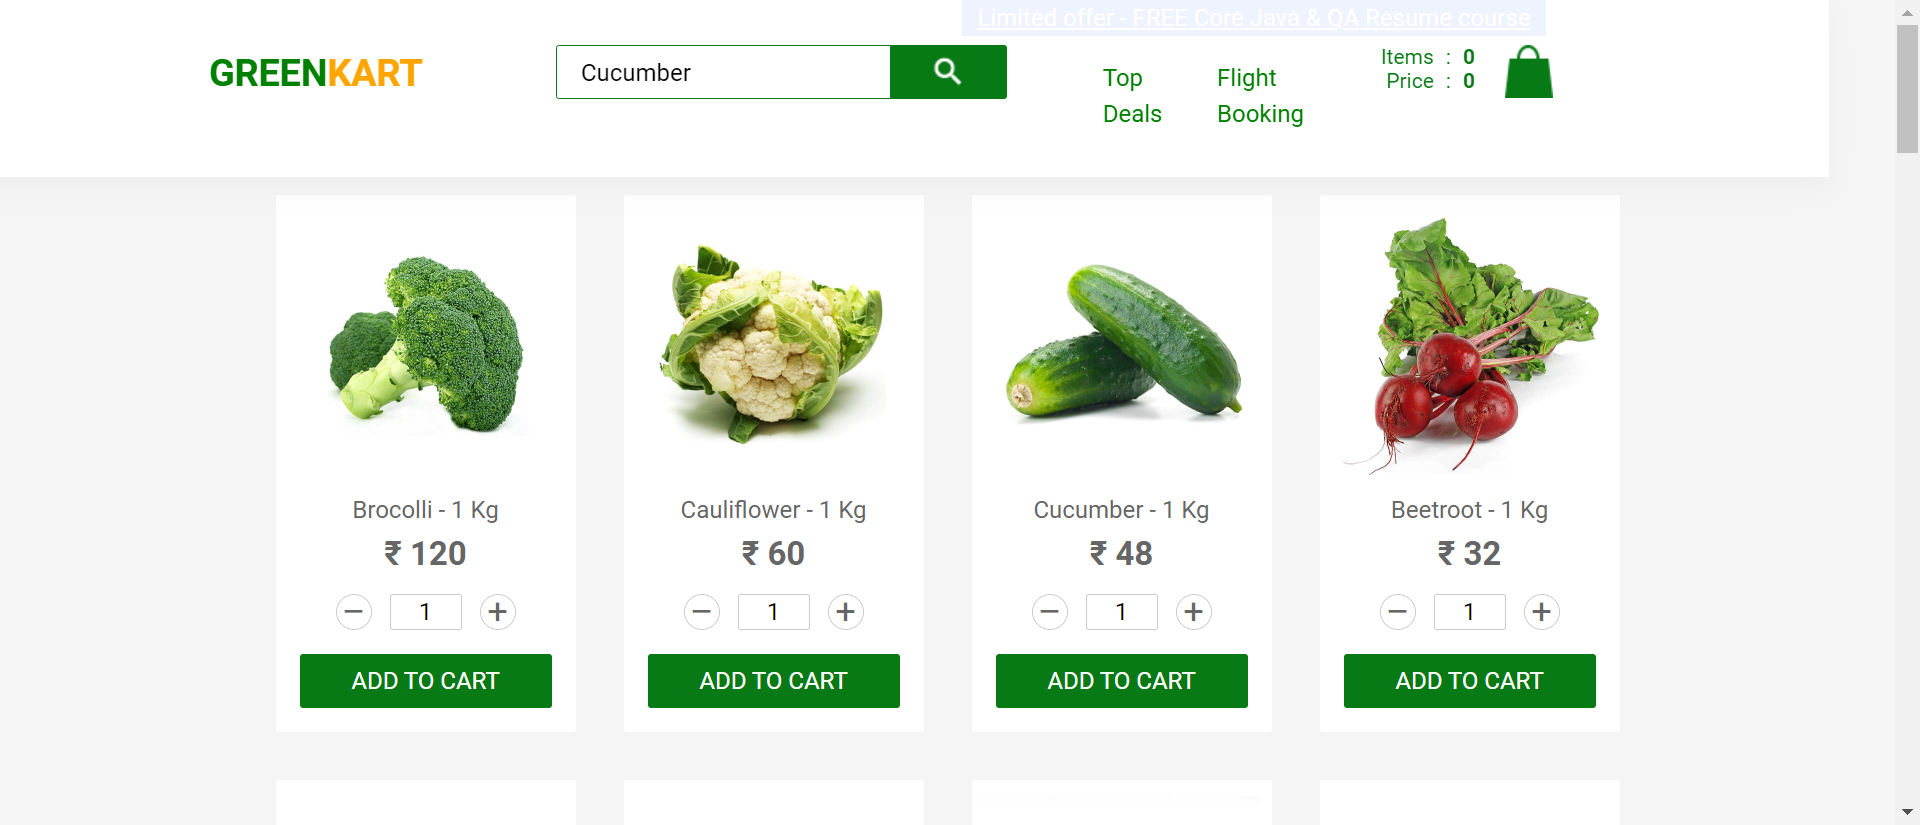 Limited offer - FREE Core Java & QA Resume course
GREENKART
Cucumber
Top Deals
Flight Booking
Items : 0
Price : 0
Brocolli - 1 Kg
₹ 120
− 1 +
ADD TO CART
Cauliflower - 1 Kg
₹ 60
− 1 +
ADD TO CART
Cucumber - 1 Kg
₹ 48
− 1 +
ADD TO CART
Beetroot - 1 Kg
₹ 32
− 1 +
ADD TO CART